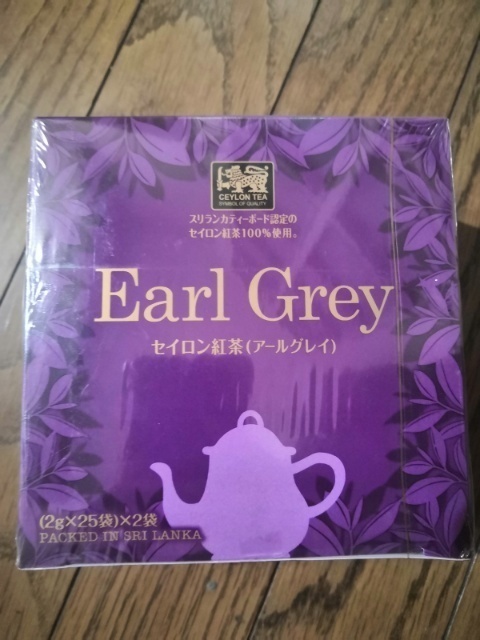 CEYLON TEA
SYMBOL OF QUALITY
スリランカティーボード認定の
セイロン紅茶100%使用。
Earl Grey
セイロン紅茶(アールグレイ)
(2g×25袋)×2袋
PACKED IN SRI LANKA